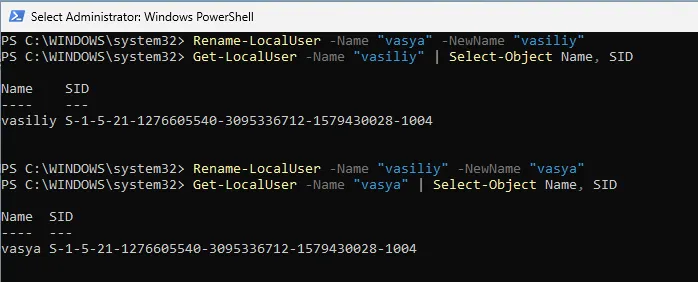 Select Administrator: Windows PowerShell
PS C:\WINDOWS\system32> Rename-LocalUser -Name "vasya" -NewName "vasiliy"
PS C:\WINDOWS\system32> Get-LocalUser -Name "vasiliy" | Select-Object Name, SID
Name    SID
----    ---
vasiliy S-1-5-21-1276605540-3095336712-1579430028-1004
PS C:\WINDOWS\system32> Rename-LocalUser -Name "vasiliy" -NewName "vasya"
PS C:\WINDOWS\system32> Get-LocalUser -Name "vasya" | Select-Object Name, SID
Name  SID
----  ---
vasya S-1-5-21-1276605540-3095336712-1579430028-1004